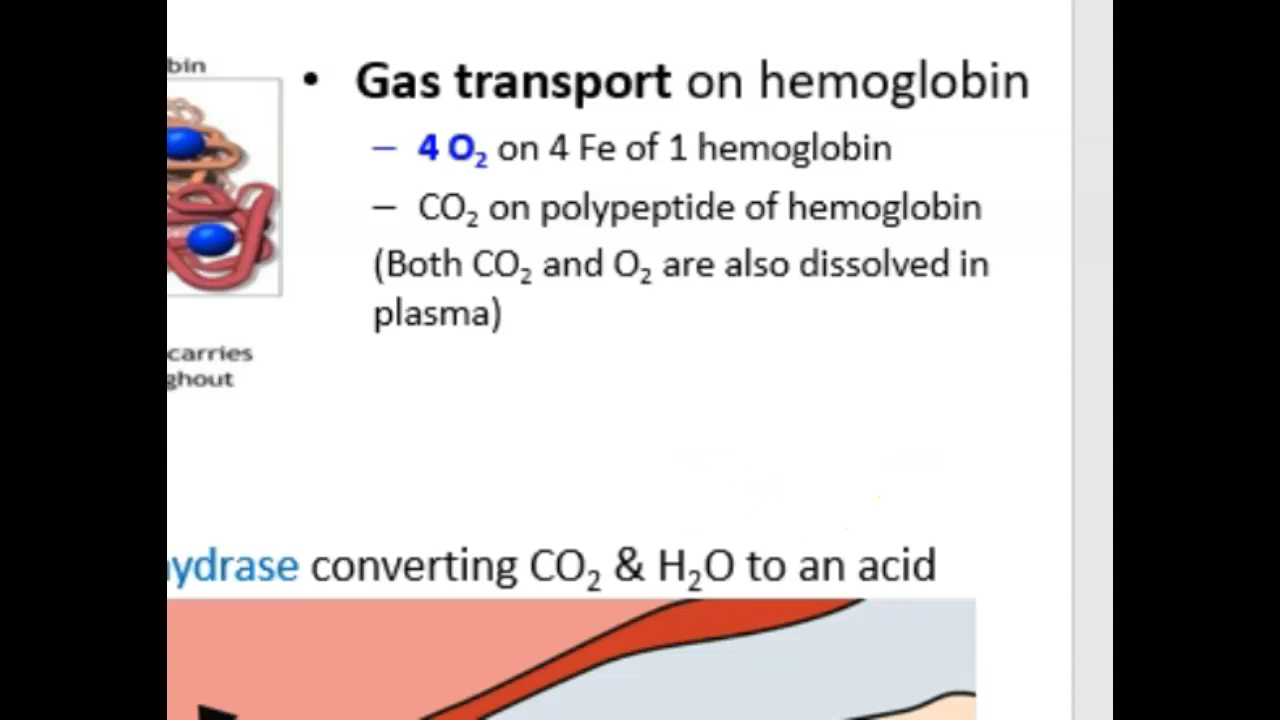 bin
• Gas transport on hemoglobin
– 4 O₂ on 4 Fe of 1 hemoglobin
– CO₂ on polypeptide of hemoglobin
(Both CO₂ and O₂ are also dissolved in
plasma)
carries
ghout
ydrase converting CO₂ & H₂O to an acid